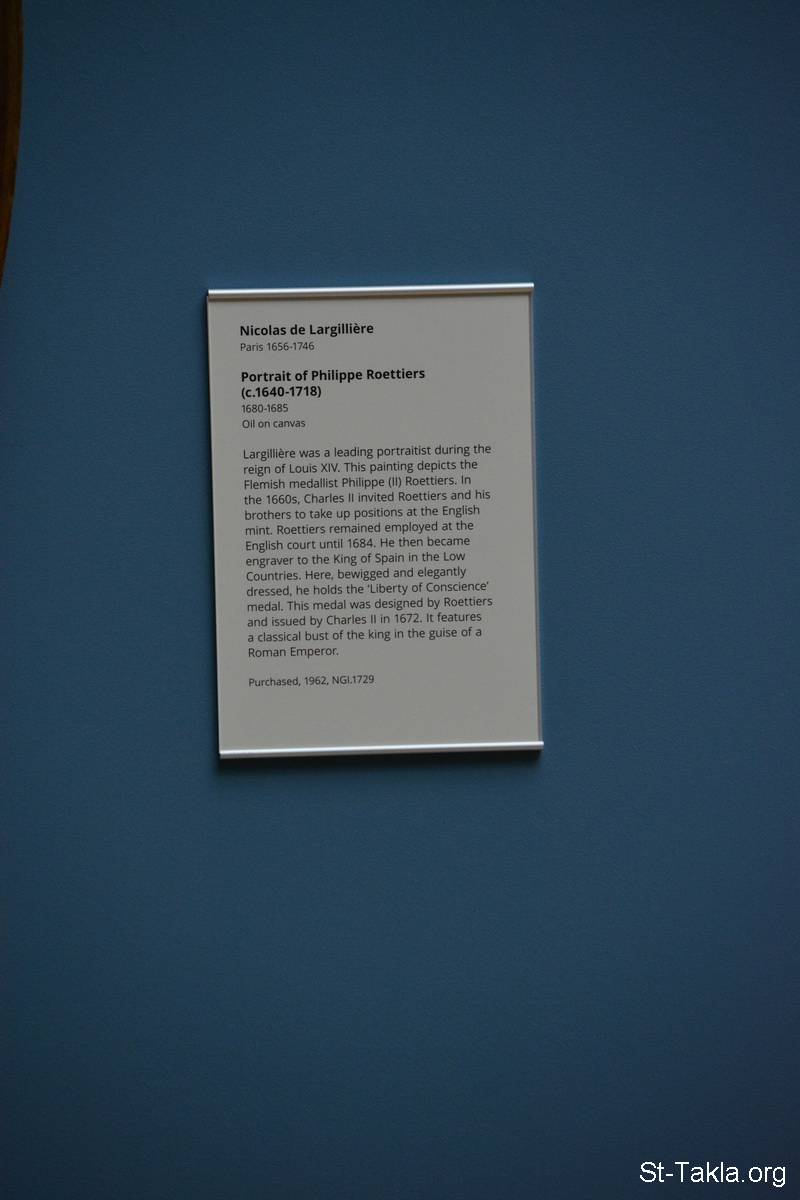 Nicolas de Largillière
Paris 1656-1746
Portrait of Philippe Roettiers
(c.1640-1718)
1680-1685
Oil on canvas
Largillière was a leading portraitist during the
reign of Louis XIV. This painting depicts the
Flemish medallist Philippe (II) Roettiers. In
the 1660s, Charles II invited Roettiers and his
brothers to take up positions at the English
mint. Roettiers remained employed at the
English court until 1684. He then became
engraver to the King of Spain in the Low
Countries. Here, bewigged and elegantly
dressed, he holds the ‘Liberty of Conscience’
medal. This medal was designed by Roettiers
and issued by Charles II in 1672. It features
a classical bust of the king in the guise of a
Roman Emperor.
Purchased, 1962, NGI.1729
St-Takla.org